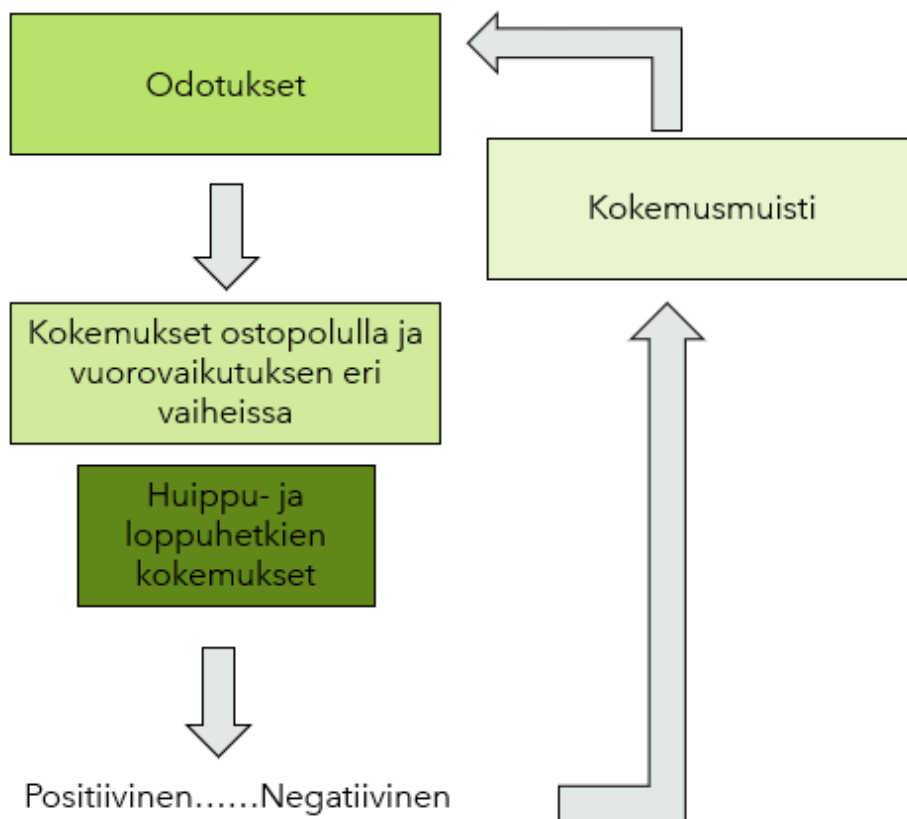 Odotukset
Kokemusmuisti
Kokemukset ostopolulla ja
vuorovaikutuksen eri
vaiheissa
Huippu- ja
loppuhetkien
kokemukset
Positiivinen......Negatiivinen